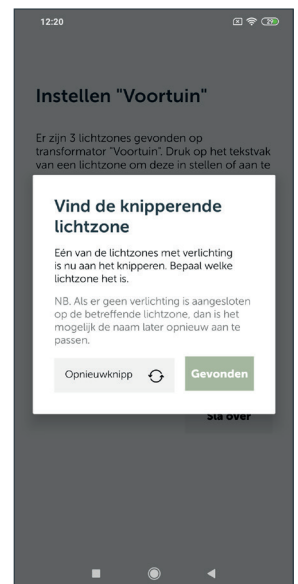 12:20
Instellen "Voortuin"
Er zijn 3 lichtzones gevonden op
transformator "Voortuin". Druk op het tekstvak
van een lichtzone om deze in stellen of aan te
Vind de knipperende
lichtzone
Eén van de lichtzones met verlichting
is nu aan het knipperen. Bepaal welke
lichtzone het is.
NB. Als er geen verlichting is aangesloten
op de betreffende lichtzone, dan is het
mogelijk de naam later opnieuw aan te
passen.
Opnieuwknipp
Gevonden
Sla over